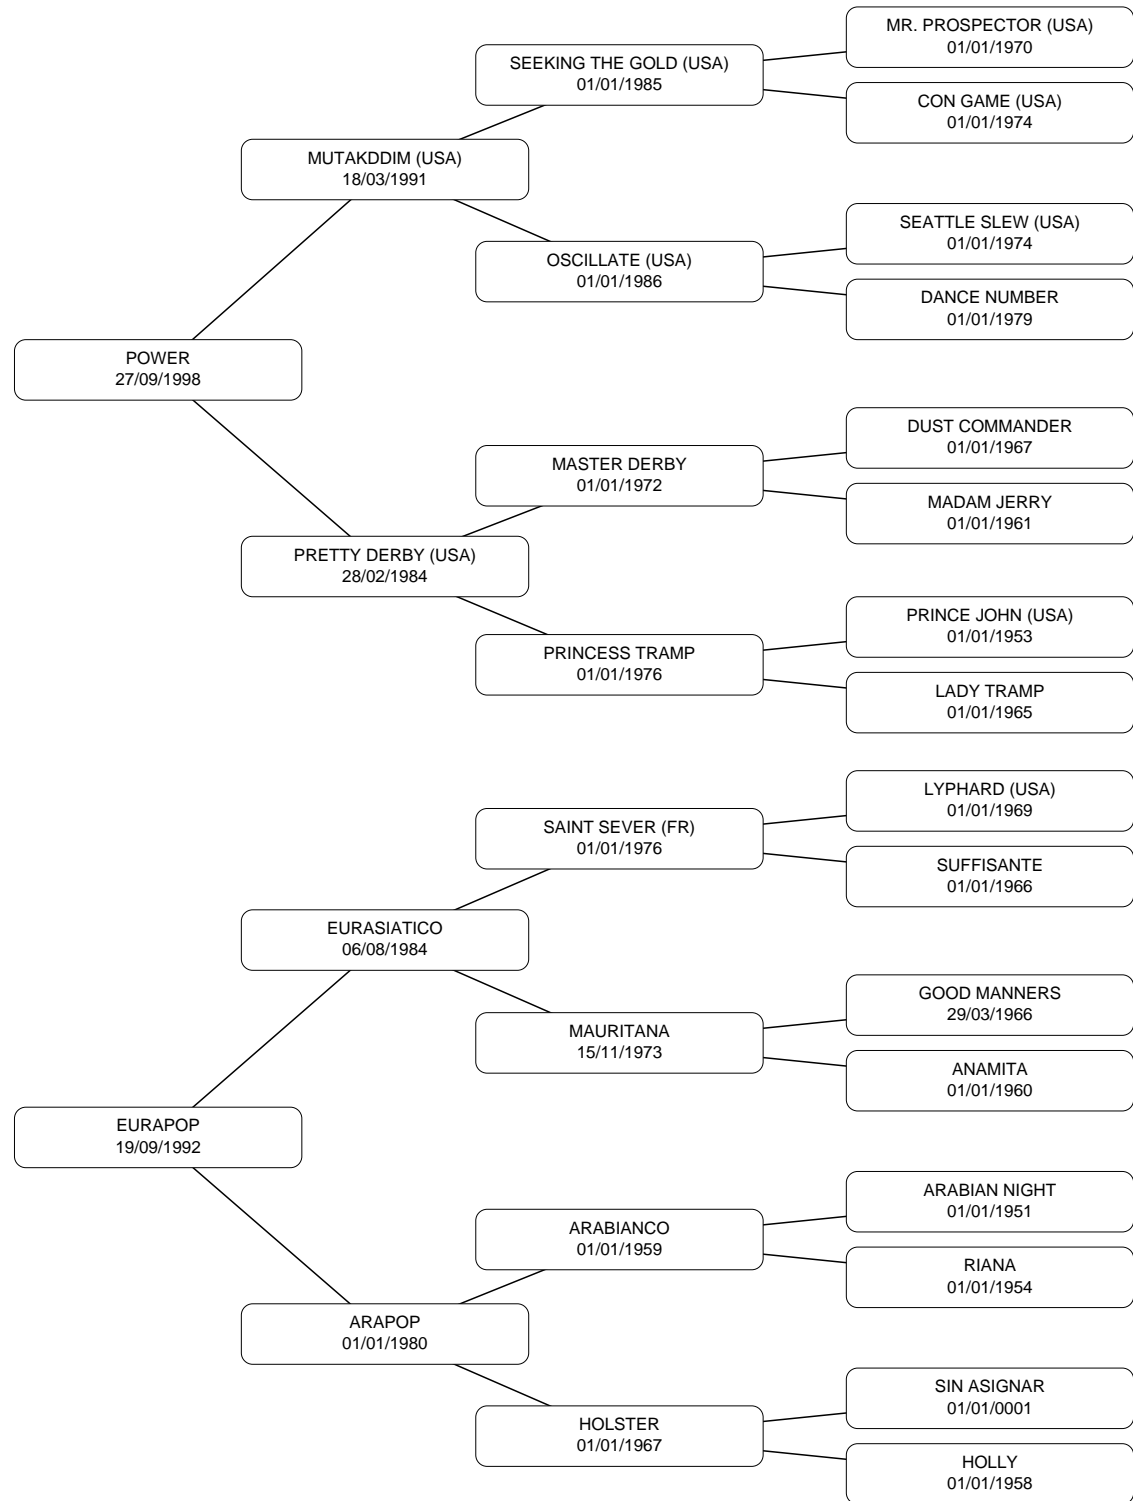 MR. PROSPECTOR (USA)
01/01/1970
SEEKING THE GOLD (USA)
01/01/1985
CON GAME (USA)
01/01/1974
MUTAKDDIM (USA)
18/03/1991
SEATTLE SLEW (USA)
01/01/1974
OSCILLATE (USA)
01/01/1986
DANCE NUMBER
01/01/1979
POWER
27/09/1998
DUST COMMANDER
01/01/1967
MASTER DERBY
01/01/1972
MADAM JERRY
01/01/1961
PRETTY DERBY (USA)
28/02/1984
PRINCE JOHN (USA)
01/01/1953
PRINCESS TRAMP
01/01/1976
LADY TRAMP
01/01/1965
LYPHARD (USA)
01/01/1969
SAINT SEVER (FR)
01/01/1976
SUFFISANTE
01/01/1966
EURASIATICO
06/08/1984
GOOD MANNERS
29/03/1966
MAURITANA
15/11/1973
ANAMITA
01/01/1960
EURAPOP
19/09/1992
ARABIAN NIGHT
01/01/1951
ARABIANCO
01/01/1959
RIANA
01/01/1954
ARAPOP
01/01/1980
SIN ASIGNAR
01/01/0001
HOLSTER
01/01/1967
HOLLY
01/01/1958